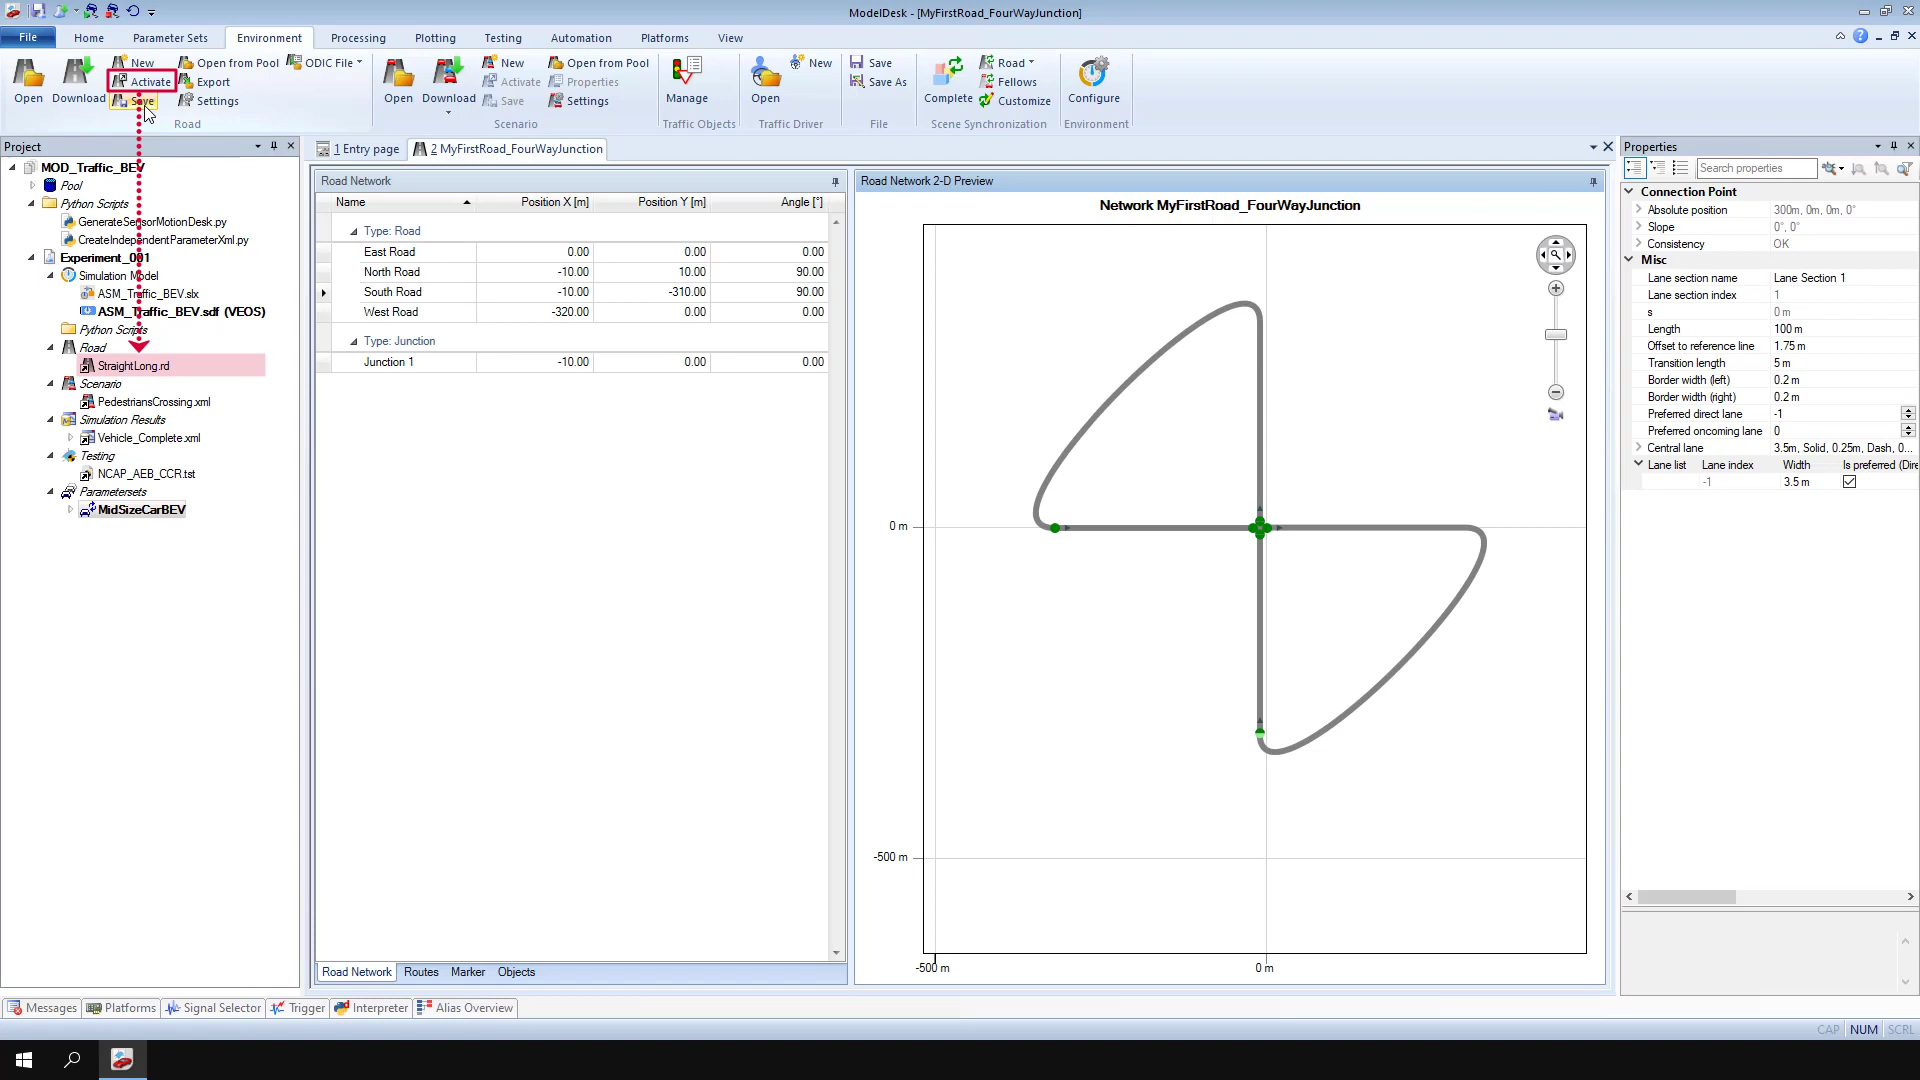 ModelDesk - [MyFirstRoad_FourWayJunction]
File Home Parameter Sets Environment Processing Plotting Testing Automation Platforms View
Open Download New Activate Save Open from Pool Export Settings ODIC File Road
Open Download New Activate Save Open from Pool Properties Settings Scenario
Manage Traffic Objects
Open New Traffic Driver
Save Save As File
Complete Road Fellows Customize Scene Synchronization
Configure Environment
Project
MOD_Traffic_BEV
Pool
Python Scripts
GenerateSensorMotionDesk.py
CreateIndependentParameterXml.py
Experiment_001
Simulation Model
ASM_Traffic_BEV.slx
ASM_Traffic_BEV.sdf (VEOS)
Python Scripts
Road
StraightLong.rd
Scenario
PedestriansCrossing.xml
Simulation Results
Vehicle_Complete.xml
Testing
NCAP_AEB_CCR.tst
Parametersets
MidSizeCarBEV
1 Entry page 2 MyFirstRoad_FourWayJunction
Road Network
Name Position X [m] Position Y [m] Angle [°]
Type: Road
East Road 0.00 0.00 0.00
North Road -10.00 10.00 90.00
South Road -10.00 -310.00 90.00
West Road -320.00 0.00 0.00
Type: Junction
Junction 1 -10.00 0.00 0.00
Road Network Routes Marker Objects
Road Network 2-D Preview
Network MyFirstRoad_FourWayJunction
0 m
-500 m
-500 m 0 m
Properties
Search properties
Connection Point
Absolute position 300m, 0m, 0m, 0°
Slope 0°, 0°
Consistency OK
Misc
Lane section name Lane Section 1
Lane section index 1
s 0 m
Length 100 m
Offset to reference line 1.75 m
Transition length 5 m
Border width (left) 0.2 m
Border width (right) 0.2 m
Preferred direct lane -1
Preferred oncoming lane 0
Central lane 3.5m, Solid, 0.25m, Dash, 0...
Lane list Lane index Width Is preferred (Dire
-1 3.5 m
Messages Platforms Signal Selector Trigger Interpreter Alias Overview
CAP NUM SCRL